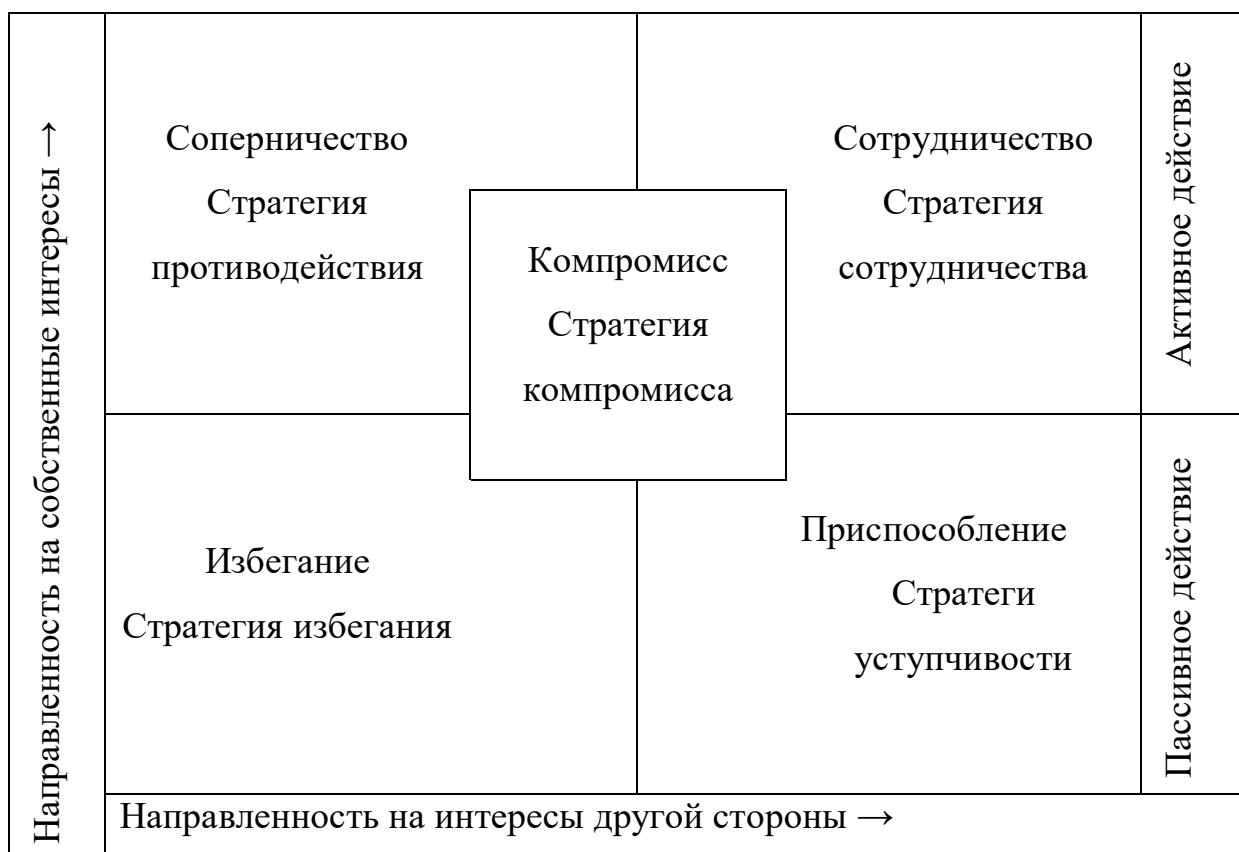 Направленность на собственные интересы →
Соперничество
Стратегия
противодействия
Сотрудничество
Стратегия
сотрудничества
Активное действие
Компромисс
Стратегия
компромисса
Избегание
Стратегия избегания
Приспособление
Стратеги
уступчивости
Пассивное действие
Направленность на интересы другой стороны →